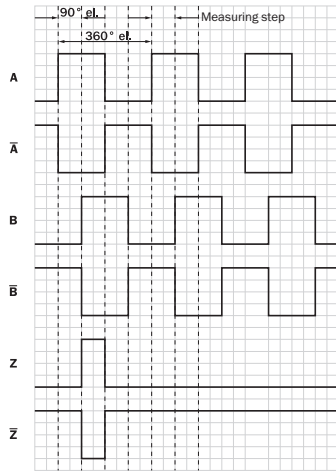 90° el.
Measuring step
360° el.
A
A̅
B
B̅
Z
Z̅